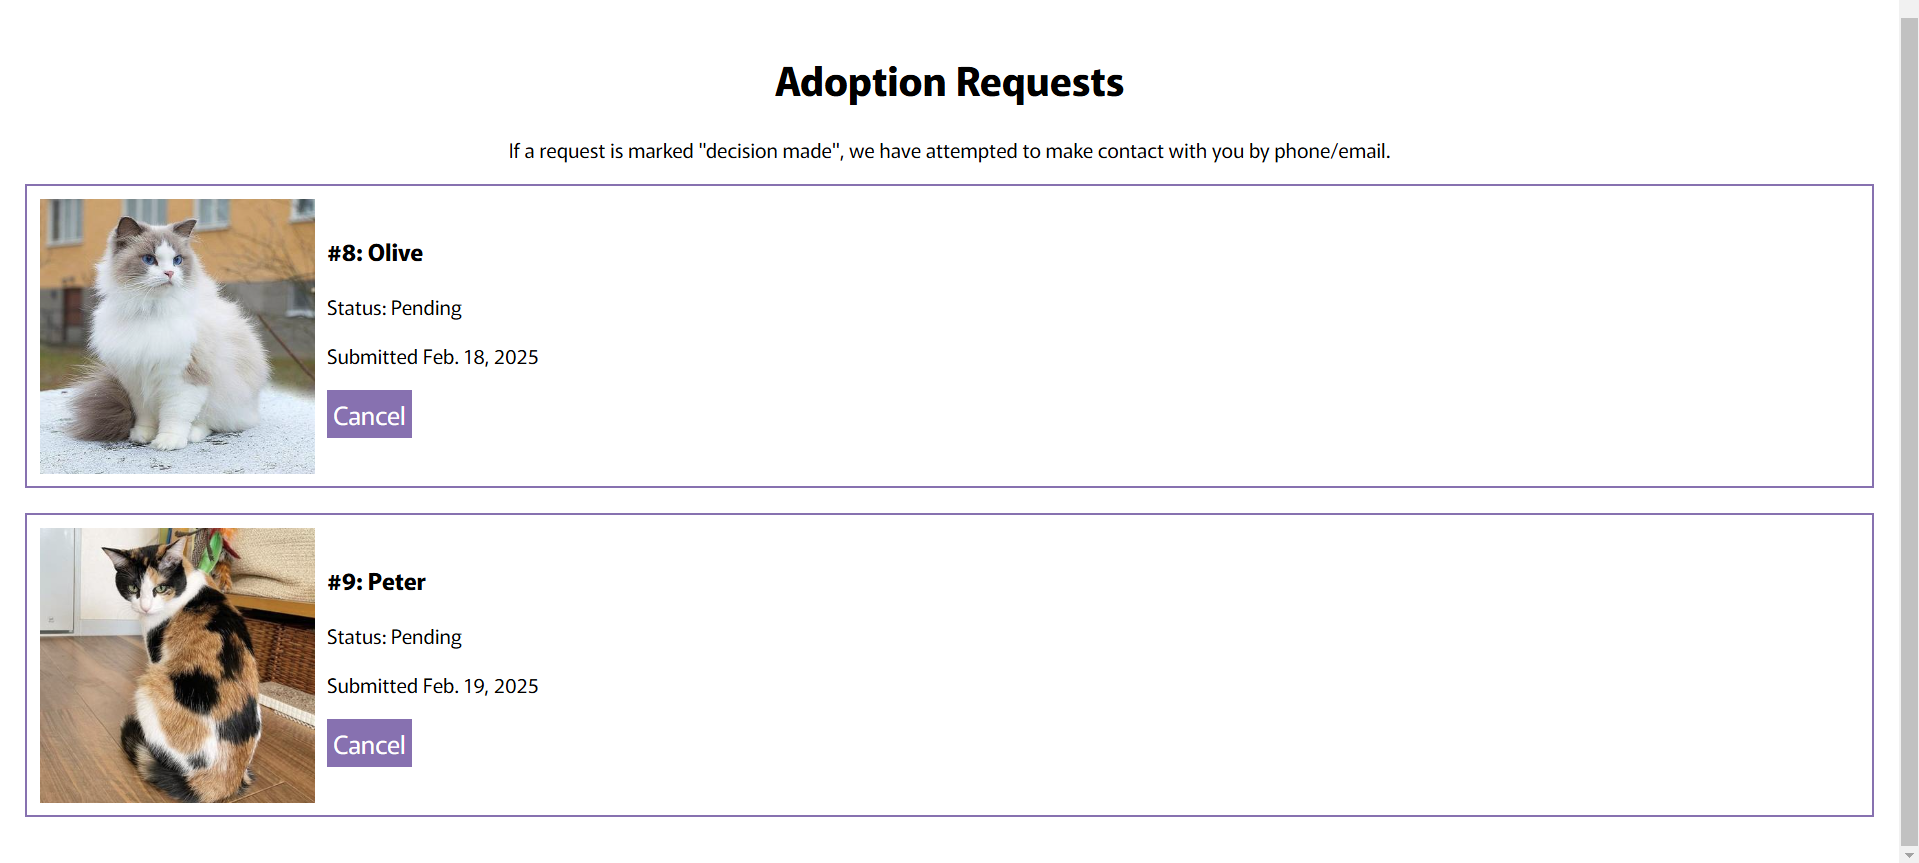 Adoption Requests
If a request is marked "decision made", we have attempted to make contact with you by phone/email.
#8: Olive
Status: Pending
Submitted Feb. 18, 2025
Cancel
#9: Peter
Status: Pending
Submitted Feb. 19, 2025
Cancel